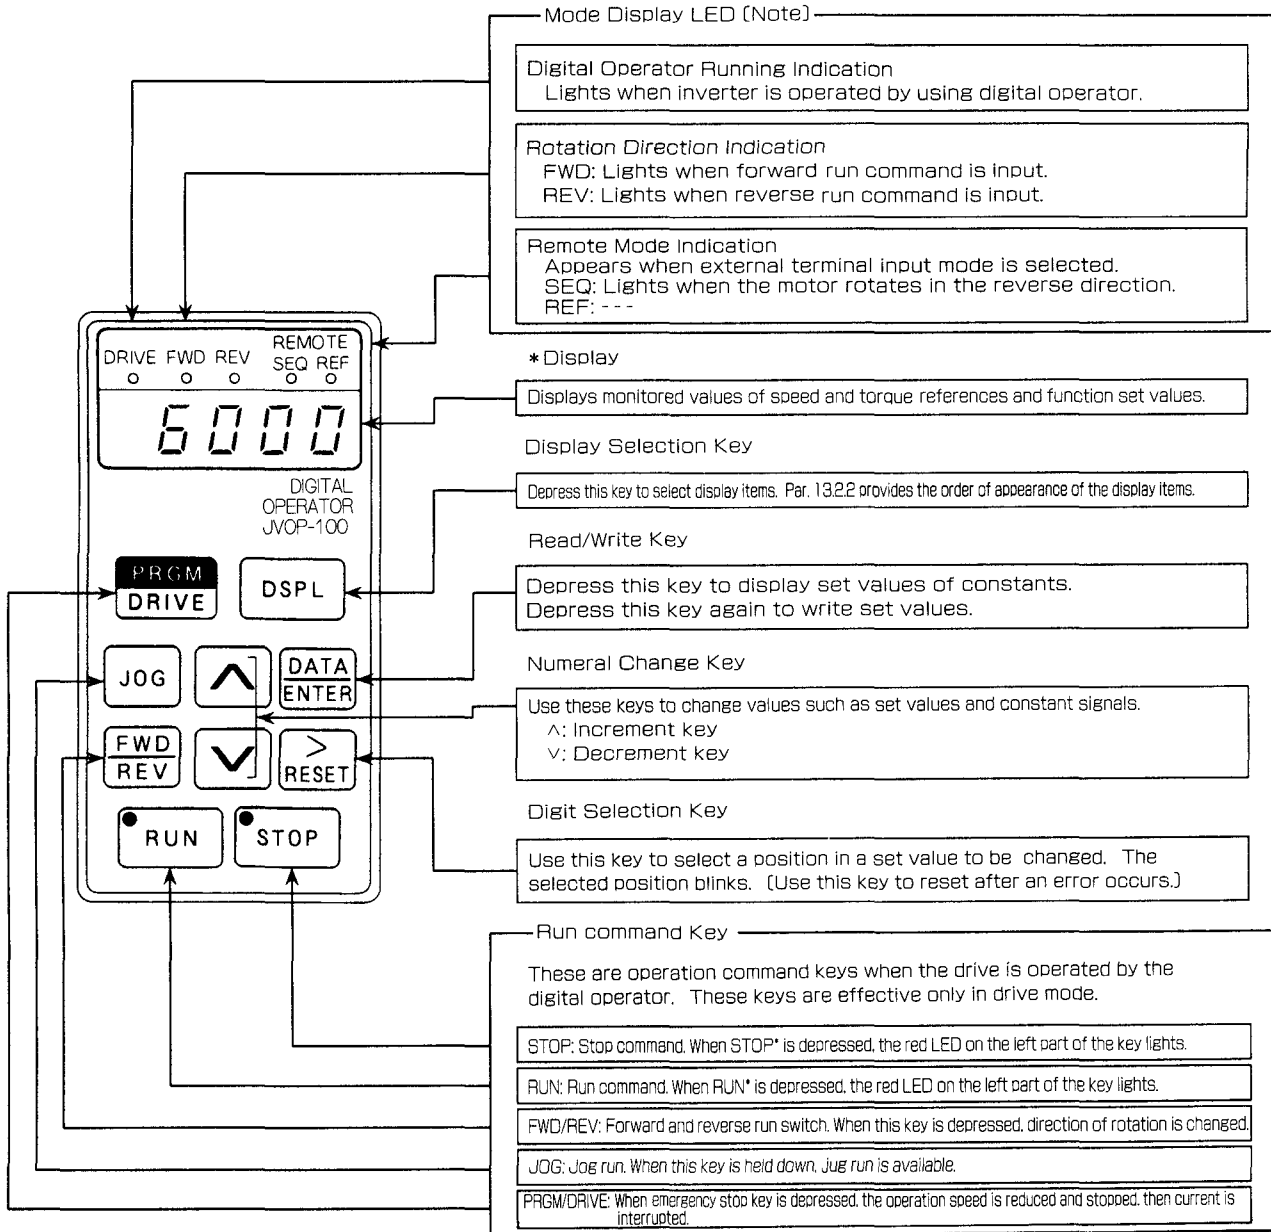 Mode Display LED (Note)
Digital Operator Running Indication
Lights when inverter is operated by using digital operator.
Rotation Direction Indication
FWD: Lights when forward run command is input.
REV: Lights when reverse run command is input.
Remote Mode Indication
Appears when external terminal input mode is selected.
SEQ: Lights when the motor rotates in the reverse direction.
REF: - - -
DRIVE FWD REV REMOTE
SEQ REF
6000
DIGITAL
OPERATOR
JVOP-100
PRGM
DRIVE
DSPL
JOG
∧
DATA
ENTER
FWD
REV
∨
>
RESET
RUN
STOP
*Display
Displays monitored values of speed and torque references and function set values.
Display Selection Key
Depress this key to select display items. Par. 13.2.2 provides the order of appearance of the display items.
Read/Write Key
Depress this key to display set values of constants.
Depress this key again to write set values.
Numeral Change Key
Use these keys to change values such as set values and constant signals.
∧: Increment key
∨: Decrement key
Digit Selection Key
Use this key to select a position in a set value to be changed. The
selected position blinks. (Use this key to reset after an error occurs.)
Run command Key
These are operation command keys when the drive is operated by the
digital operator. These keys are effective only in drive mode.
STOP: Stop command. When STOP* is depressed, the red LED on the left part of the key lights.
RUN: Run command. When RUN* is depressed, the red LED on the left part of the key lights.
FWD/REV: Forward and reverse run switch. When this key is depressed, direction of rotation is changed.
JOG: Jog run. When this key is held down, jug run is available.
PRGM/DRIVE: When emergency stop key is depressed, the operation speed is reduced and stopped, then current is
interrupted.